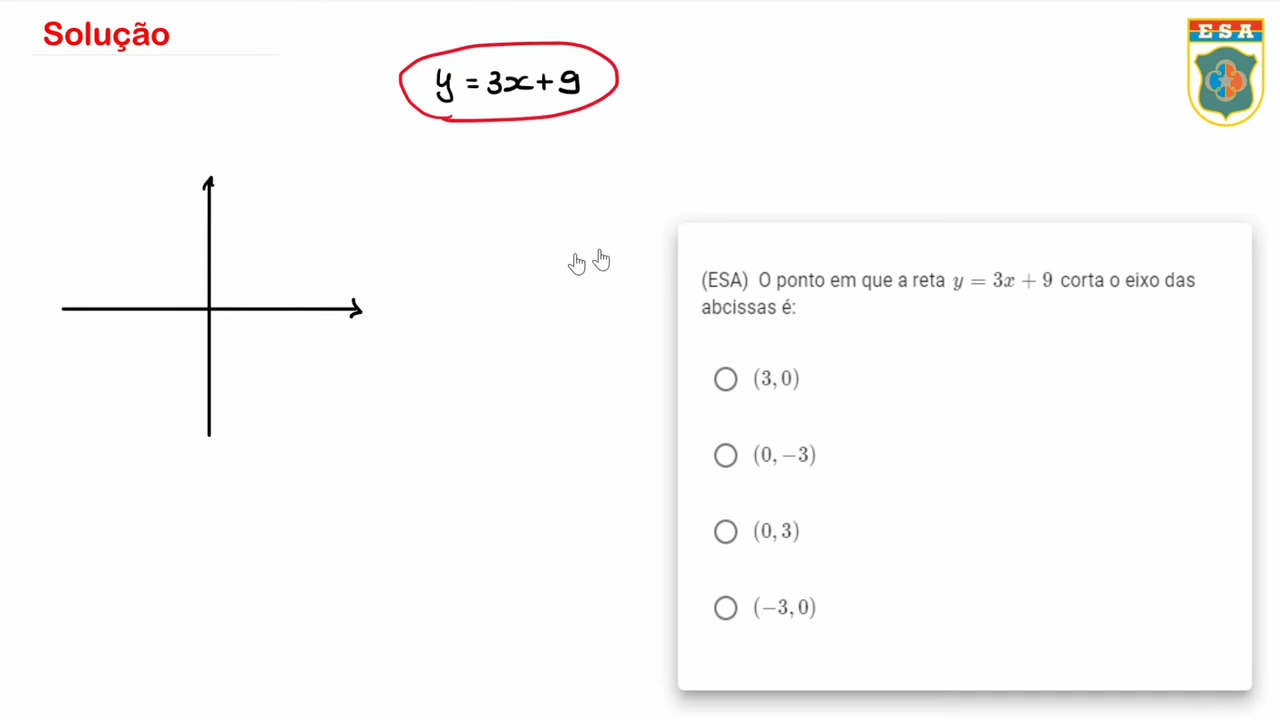 Solução
y = 3x + 9
ESA
(ESA) O ponto em que a reta y = 3x + 9 corta o eixo das
abcissas é:
(3, 0)
(0, −3)
(0, 3)
(−3, 0)